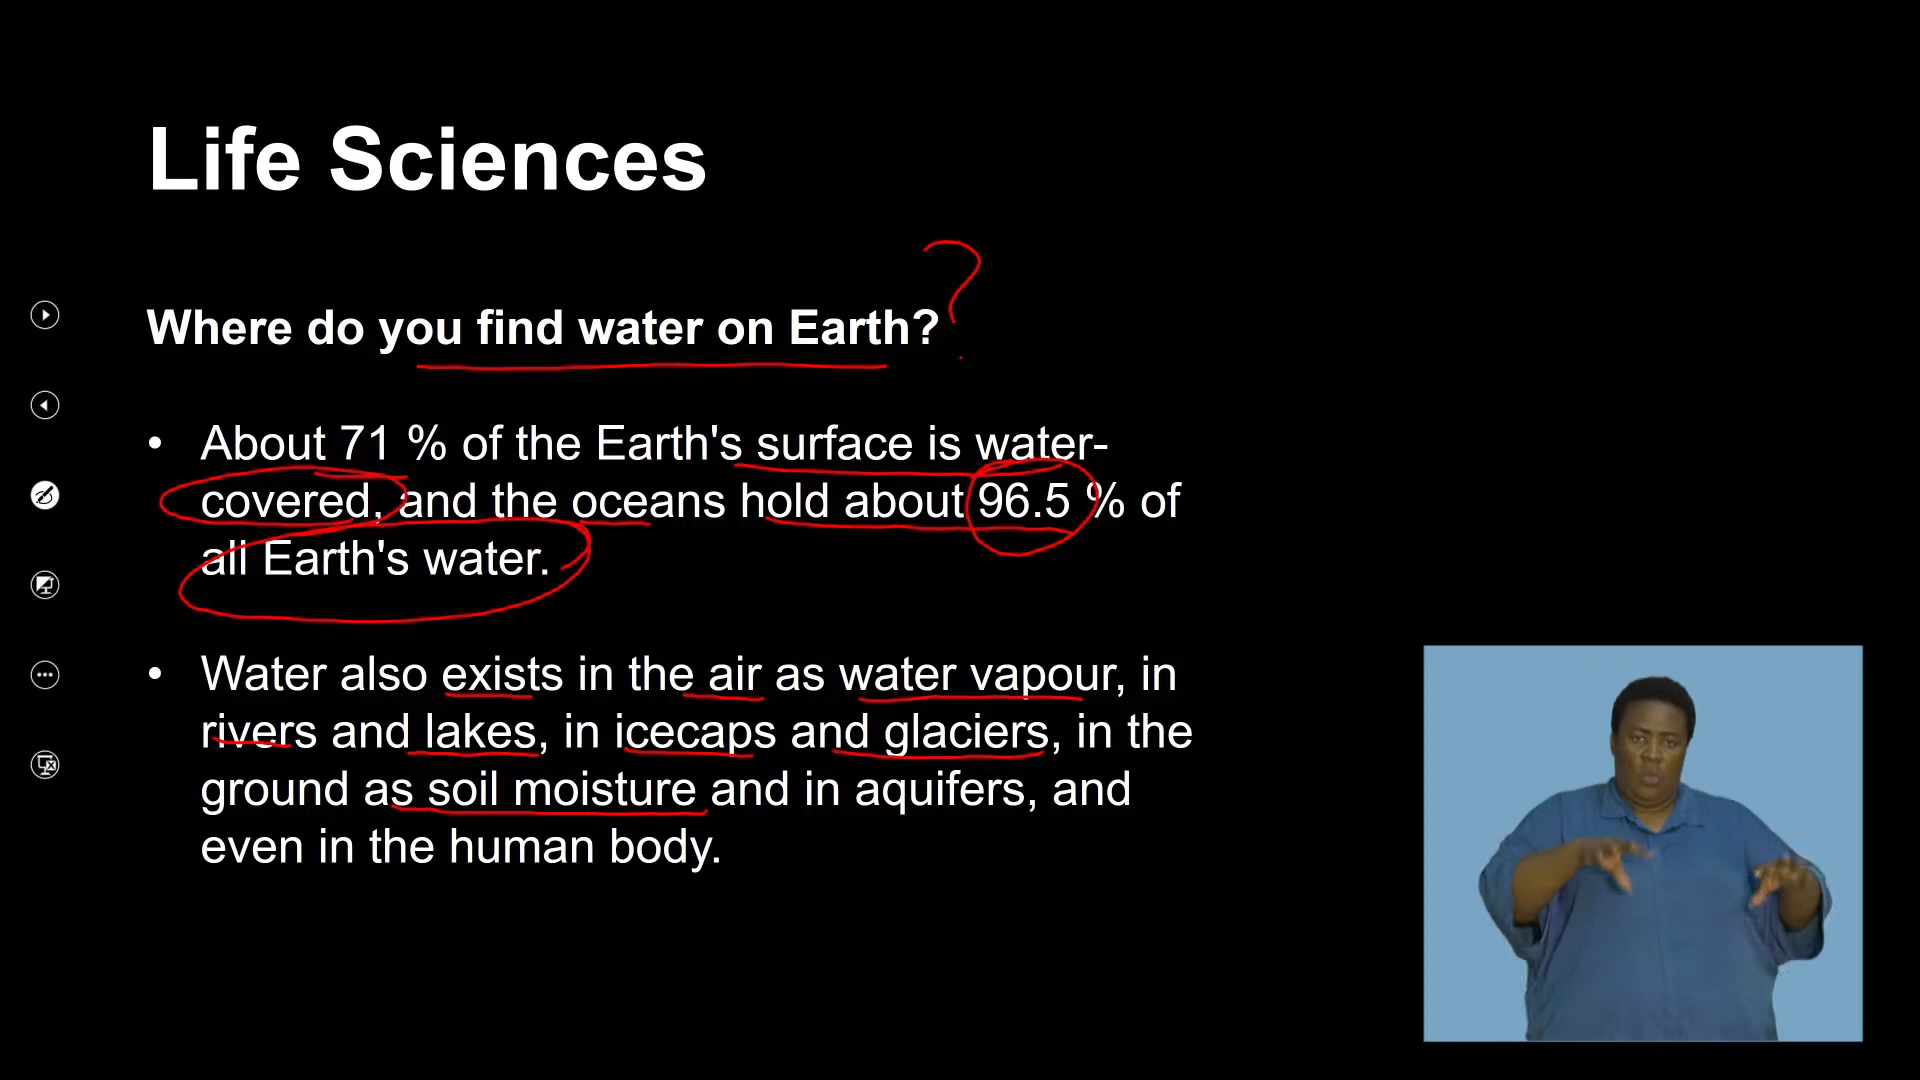 Life Sciences
Where do you find water on Earth?
?
• About 71 % of the Earth's surface is water-
covered, and the oceans hold about 96.5 % of
all Earth's water.
• Water also exists in the air as water vapour, in
rivers and lakes, in icecaps and glaciers, in the
ground as soil moisture and in aquifers, and
even in the human body.